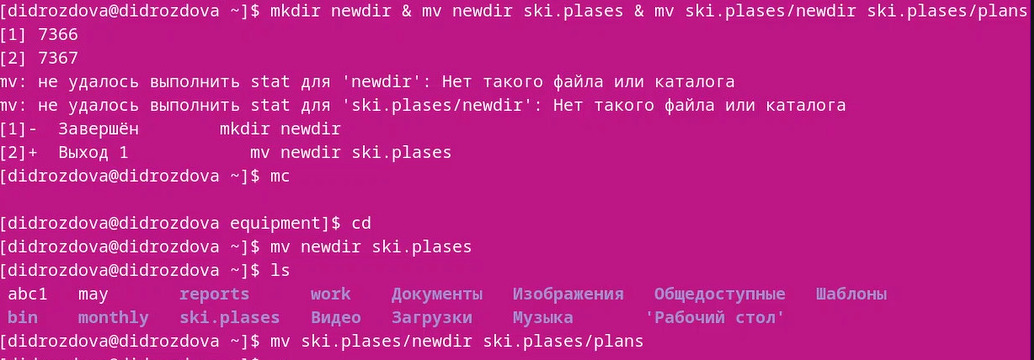 [didrozdova@didrozdova ~]$ mkdir newdir & mv newdir ski.plases & mv ski.plases/newdir ski.plases/plans
[1] 7366
[2] 7367
mv: не удалось выполнить stat для 'newdir': Нет такого файла или каталога
mv: не удалось выполнить stat для 'ski.plases/newdir': Нет такого файла или каталога
[1]-  Завершён        mkdir newdir
[2]+  Выход 1            mv newdir ski.plases
[didrozdova@didrozdova ~]$ mc
[didrozdova@didrozdova equipment]$ cd
[didrozdova@didrozdova ~]$ mv newdir ski.plases
[didrozdova@didrozdova ~]$ ls
abc1   may       reports      work    Документы   Изображения   Общедоступные   Шаблоны
bin    monthly   ski.plases   Видео   Загрузки    Музыка       'Рабочий стол'
[didrozdova@didrozdova ~]$ mv ski.plases/newdir ski.plases/plans